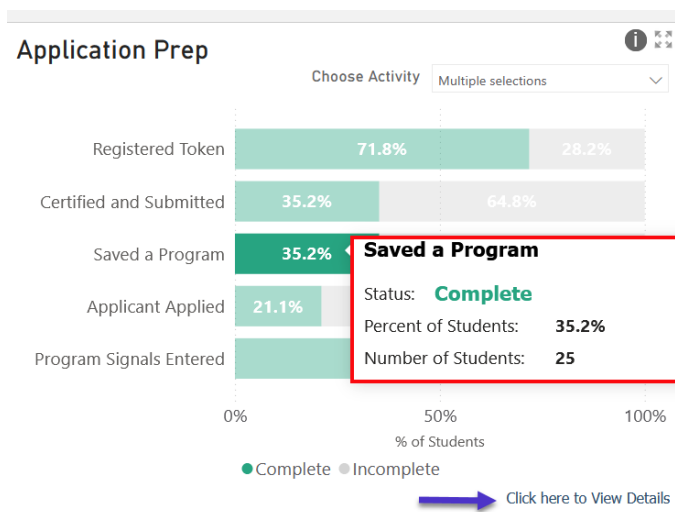 Application Prep
i
Choose Activity Multiple selections
Registered Token 71.8% 28.2%
Certified and Submitted 35.2% 64.8%
Saved a Program 35.2%
Applicant Applied 21.1%
Program Signals Entered
Saved a Program
Status: Complete
Percent of Students: 35.2%
Number of Students: 25
0% 50% 100%
% of Students
Complete Incomplete
Click here to View Details